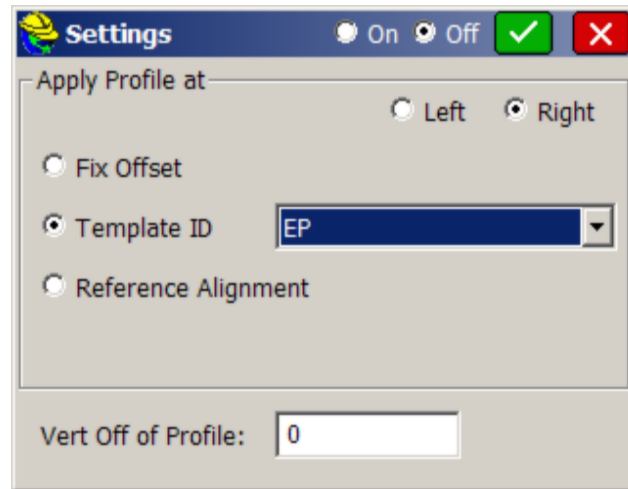 Settings On Off
Apply Profile at
Left Right
Fix Offset
Template ID EP
Reference Alignment
Vert Off of Profile: 0